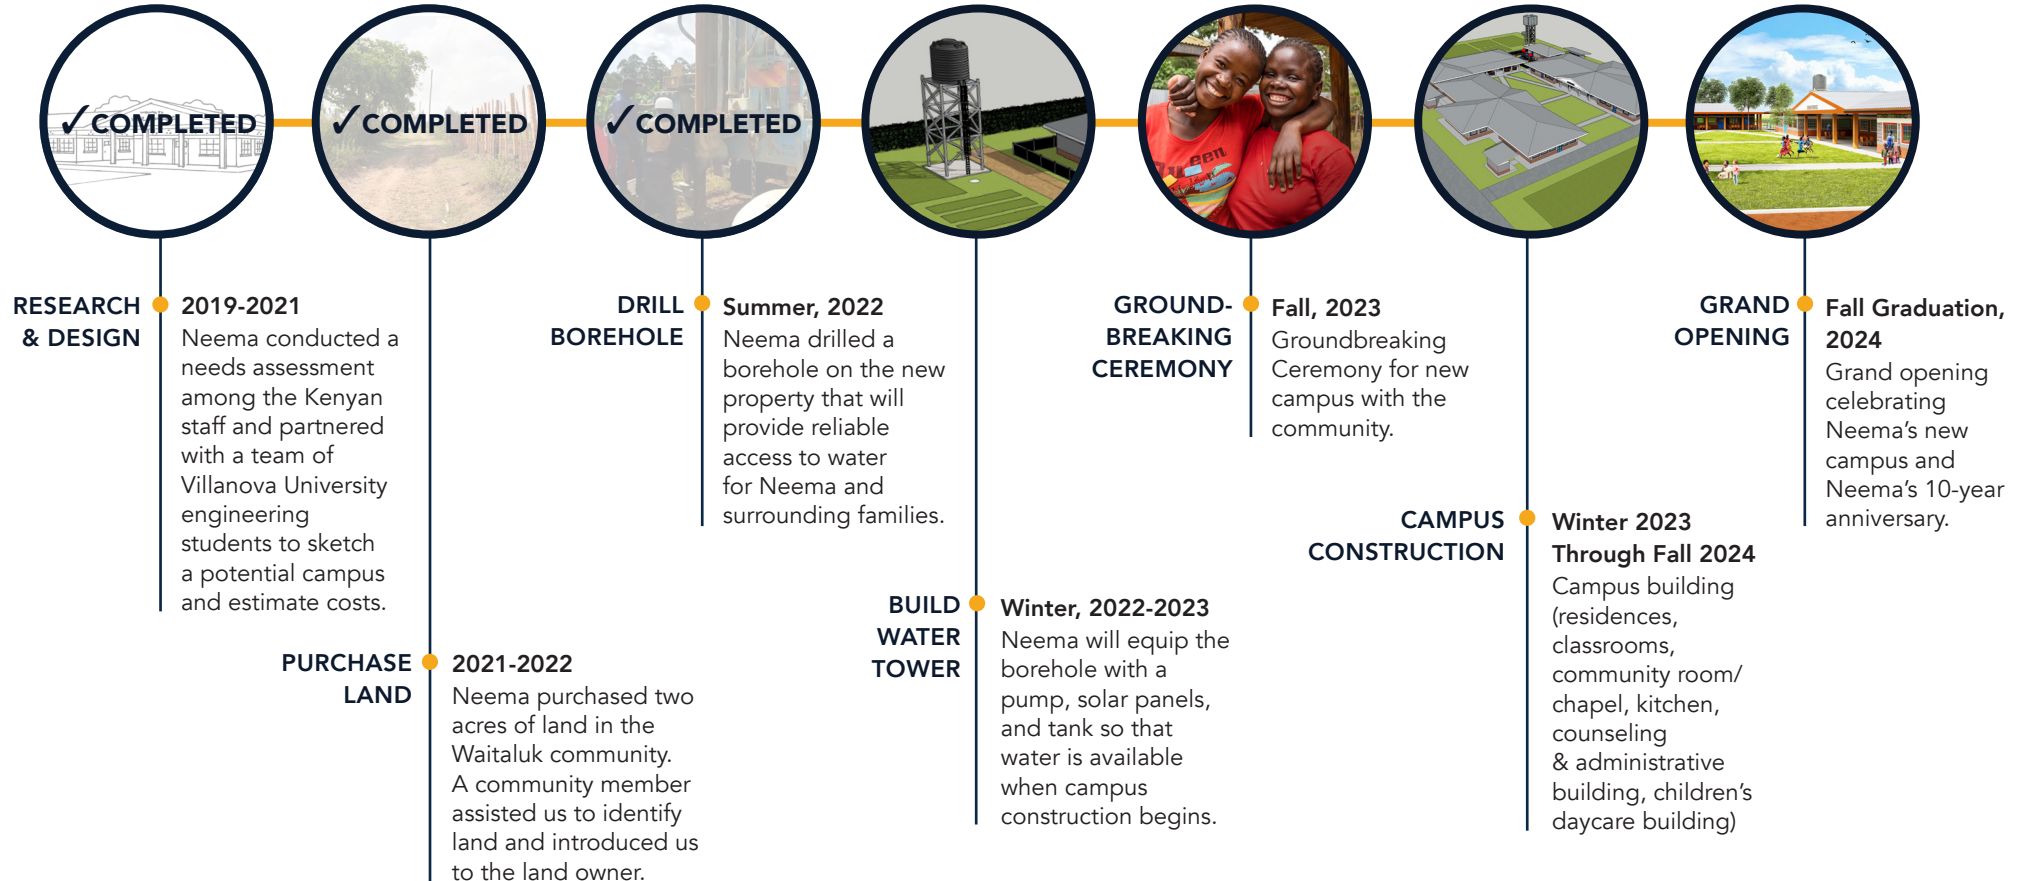 ✓COMPLETED
✓COMPLETED
✓COMPLETED
RESEARCH
& DESIGN
2019-2021
Neema conducted a
needs assessment
among the Kenyan
staff and partnered
with a team of
Villanova University
engineering
students to sketch
a potential campus
and estimate costs.
PURCHASE
LAND
2021-2022
Neema purchased two
acres of land in the
Waitaluk community.
A community member
assisted us to identify
land and introduced us
to the land owner.
DRILL
BOREHOLE
Summer, 2022
Neema drilled a
borehole on the new
property that will
provide reliable
access to water
for Neema and
surrounding families.
BUILD
WATER
TOWER
Winter, 2022-2023
Neema will equip the
borehole with a
pump, solar panels,
and tank so that
water is available
when campus
construction begins.
GROUND-
BREAKING
CEREMONY
Fall, 2023
Groundbreaking
Ceremony for new
campus with the
community.
CAMPUS
CONSTRUCTION
Winter 2023
Through Fall 2024
Campus building
(residences,
classrooms,
community room/
chapel, kitchen,
counseling
& administrative
building, children’s
daycare building)
GRAND
OPENING
Fall Graduation,
2024
Grand opening
celebrating
Neema’s new
campus and
Neema’s 10-year
anniversary.